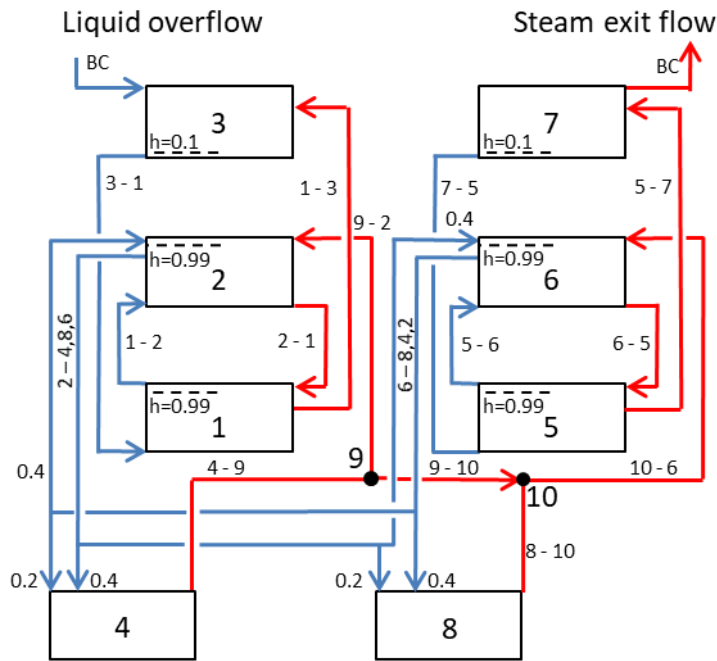 Liquid overflow
Steam exit flow
BC
BC
3
7
h=0.1
h=0.1
3 - 1
1 - 3
7 - 5
5 - 7
9 - 2
0.4
h=0.99
h=0.99
2
6
2 – 4,8,6
1 - 2
2 - 1
6 – 8,4,2
5 - 6
6 - 5
h=0.99
h=0.99
1
5
0.4
4 - 9
9
9 - 10
10
10 - 6
8 - 10
0.2
0.4
0.2
0.4
4
8